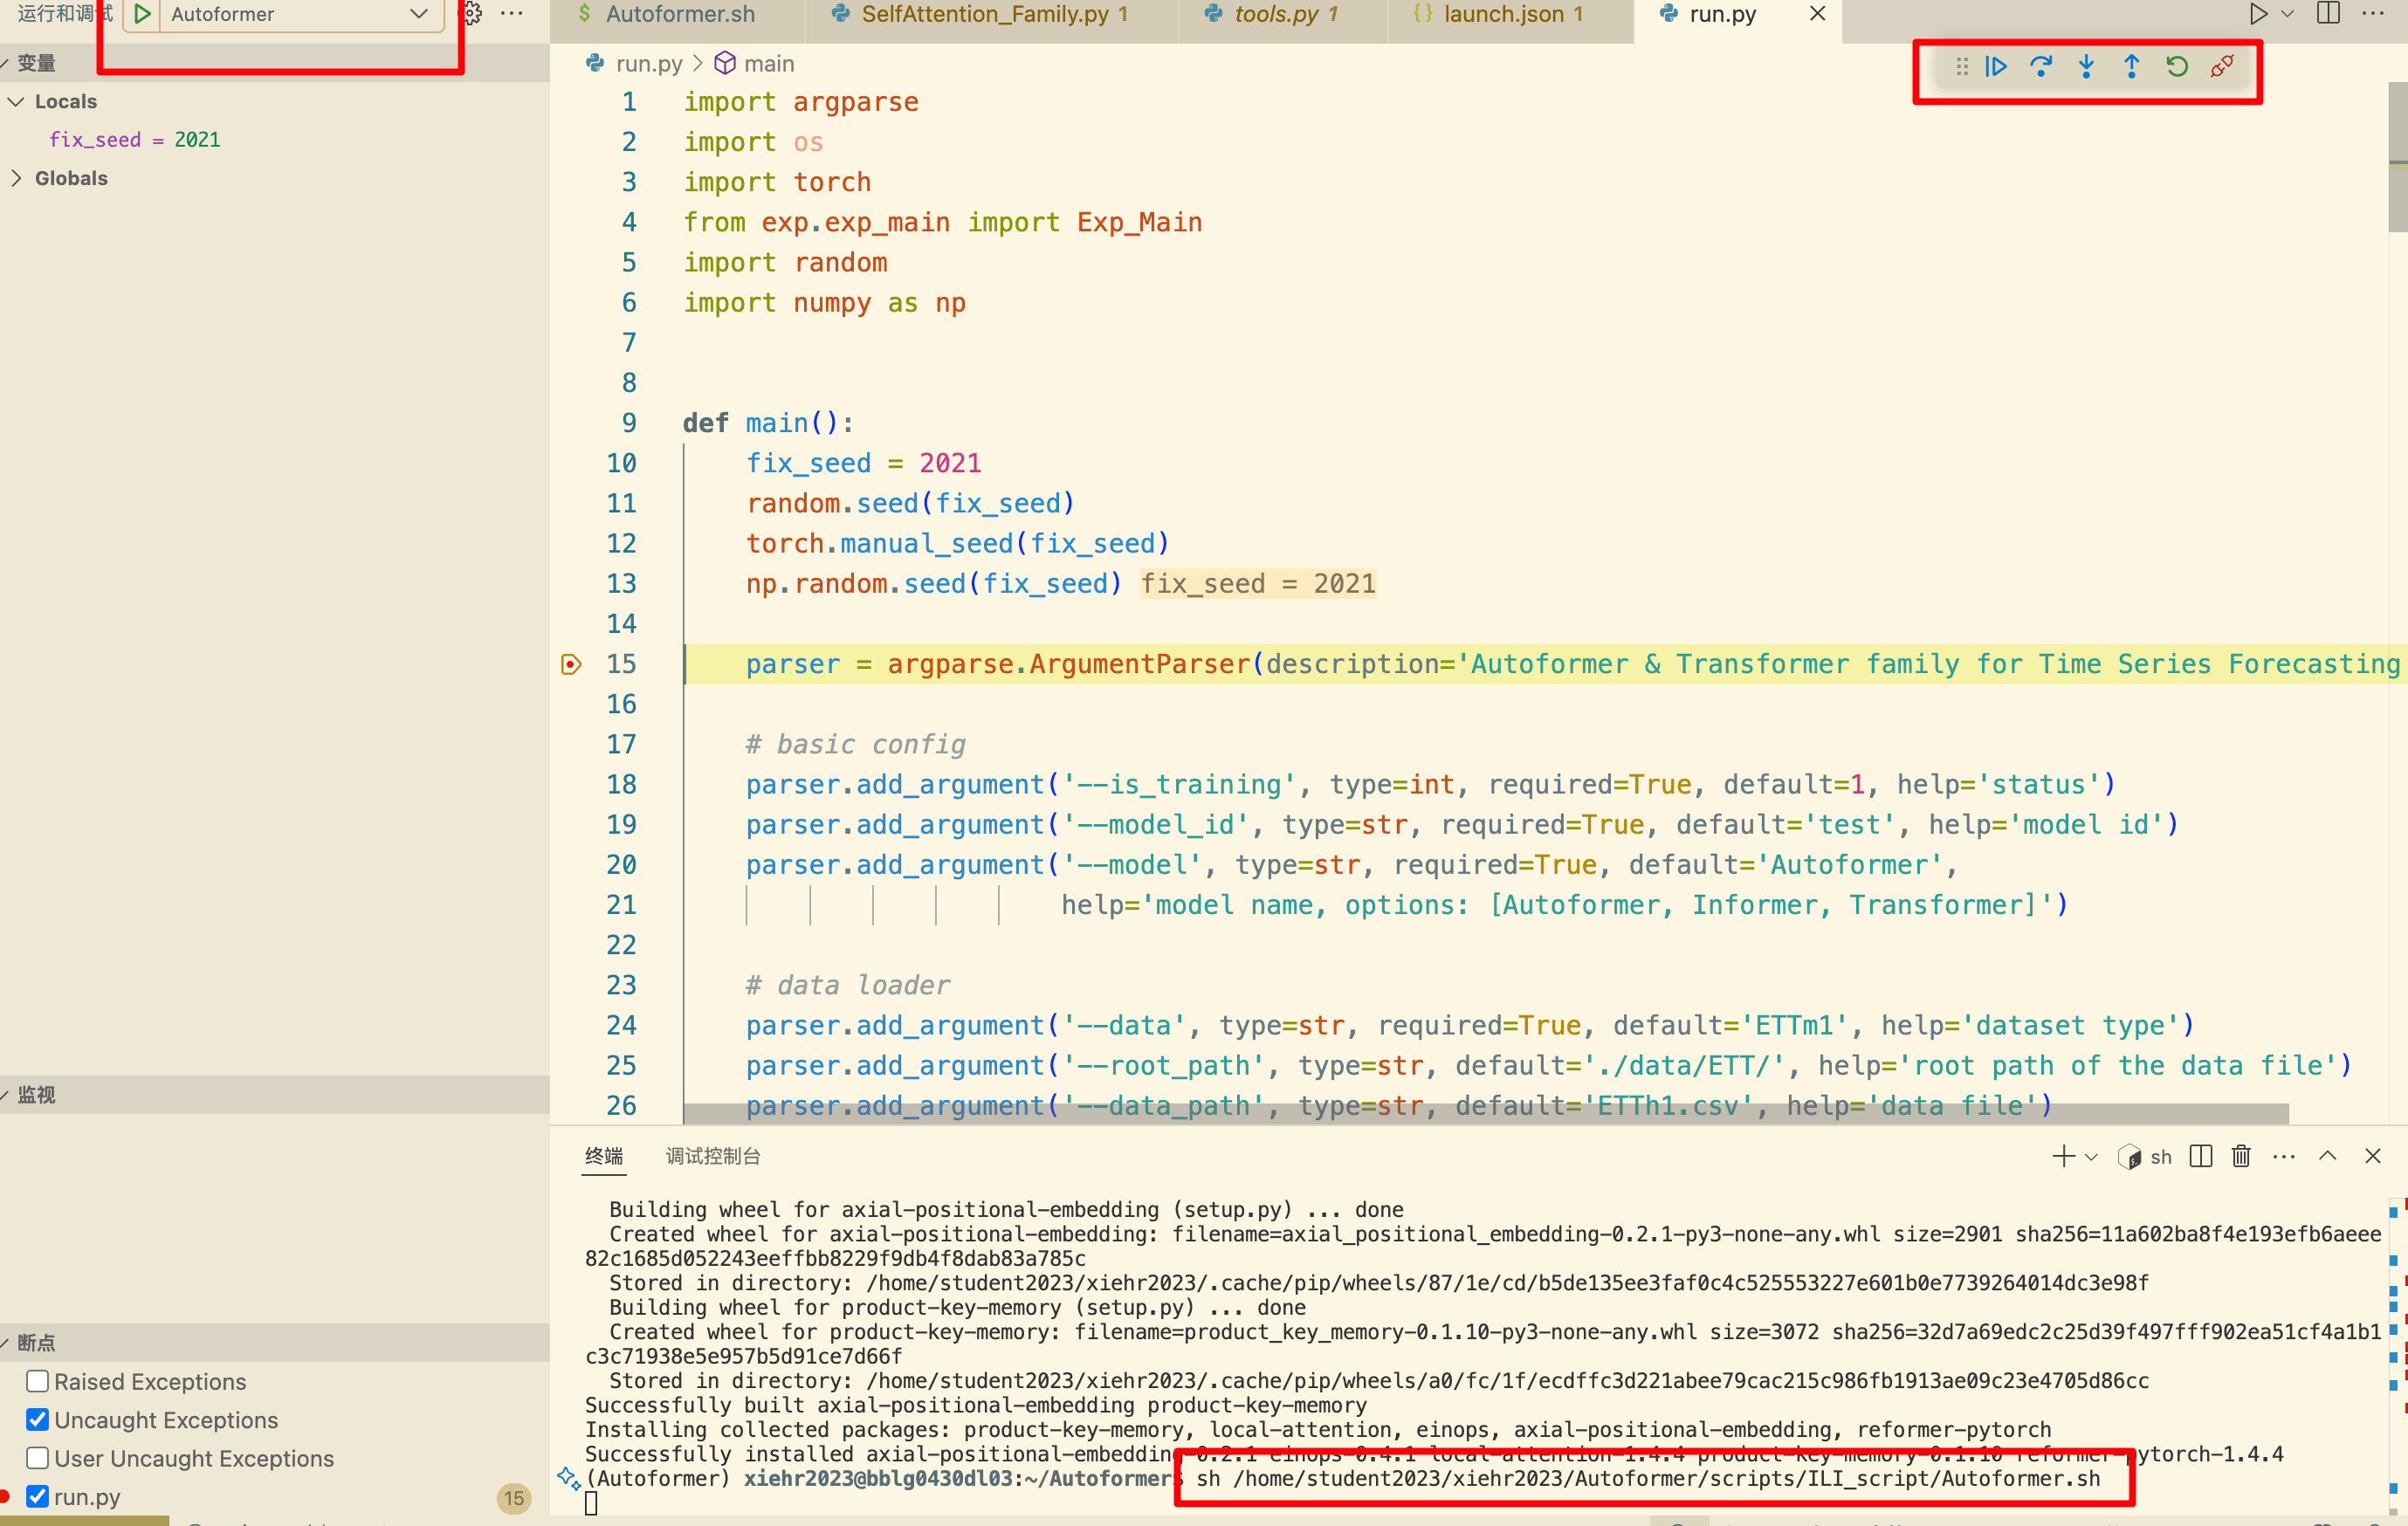 运行和调试 Autoformer
变量
Locals
fix_seed = 2021
Globals
监视
断点
Raised Exceptions
Uncaught Exceptions
User Uncaught Exceptions
run.py 15
$ Autoformer.sh SelfAttention_Family.py 1 tools.py 1 {} launch.json 1 run.py
run.py > main
1 import argparse
2 import os
3 import torch
4 from exp.exp_main import Exp_Main
5 import random
6 import numpy as np
7
8
9 def main():
10 fix_seed = 2021
11 random.seed(fix_seed)
12 torch.manual_seed(fix_seed)
13 np.random.seed(fix_seed) fix_seed = 2021
14
15 parser = argparse.ArgumentParser(description='Autoformer & Transformer family for Time Series Forecasting
16
17 # basic config
18 parser.add_argument('--is_training', type=int, required=True, default=1, help='status')
19 parser.add_argument('--model_id', type=str, required=True, default='test', help='model id')
20 parser.add_argument('--model', type=str, required=True, default='Autoformer',
21 help='model name, options: [Autoformer, Informer, Transformer]')
22
23 # data loader
24 parser.add_argument('--data', type=str, required=True, default='ETTm1', help='dataset type')
25 parser.add_argument('--root_path', type=str, default='./data/ETT/', help='root path of the data file')
26 parser.add_argument('--data_path', type=str, default='ETTh1.csv', help='data file')
终端 调试控制台 sh
Building wheel for axial-positional-embedding (setup.py) ... done
Created wheel for axial-positional-embedding: filename=axial_positional_embedding-0.2.1-py3-none-any.whl size=2901 sha256=11a602ba8f4e193efb6aeee
82c1685d052243eeffbb8229f9db4f8dab83a785c
Stored in directory: /home/student2023/xiehr2023/.cache/pip/wheels/87/1e/cd/b5de135ee3faf0c4c525553227e601b0e7739264014dc3e98f
Building wheel for product-key-memory (setup.py) ... done
Created wheel for product-key-memory: filename=product_key_memory-0.1.10-py3-none-any.whl size=3072 sha256=32d7a69edc2c25d39f497fff902ea51cf4a1b1
c3c71938e5e957b5d91ce7d66f
Stored in directory: /home/student2023/xiehr2023/.cache/pip/wheels/a0/fc/1f/ecdffc3d221abee79cac215c986fb1913ae09c23e4705d86cc
Successfully built axial-positional-embedding product-key-memory
Installing collected packages: product-key-memory, local-attention, einops, axial-positional-embedding, reformer-pytorch
Successfully installed axial-positional-embedding-0.2.1 einops-0.4.1 local-attention-1.4.4 product-key-memory-0.1.10 reformer-pytorch-1.4.4
(Autoformer) xiehr2023@bblg0430dl03:~/Autoformer$ sh /home/student2023/xiehr2023/Autoformer/scripts/ILI_script/Autoformer.sh